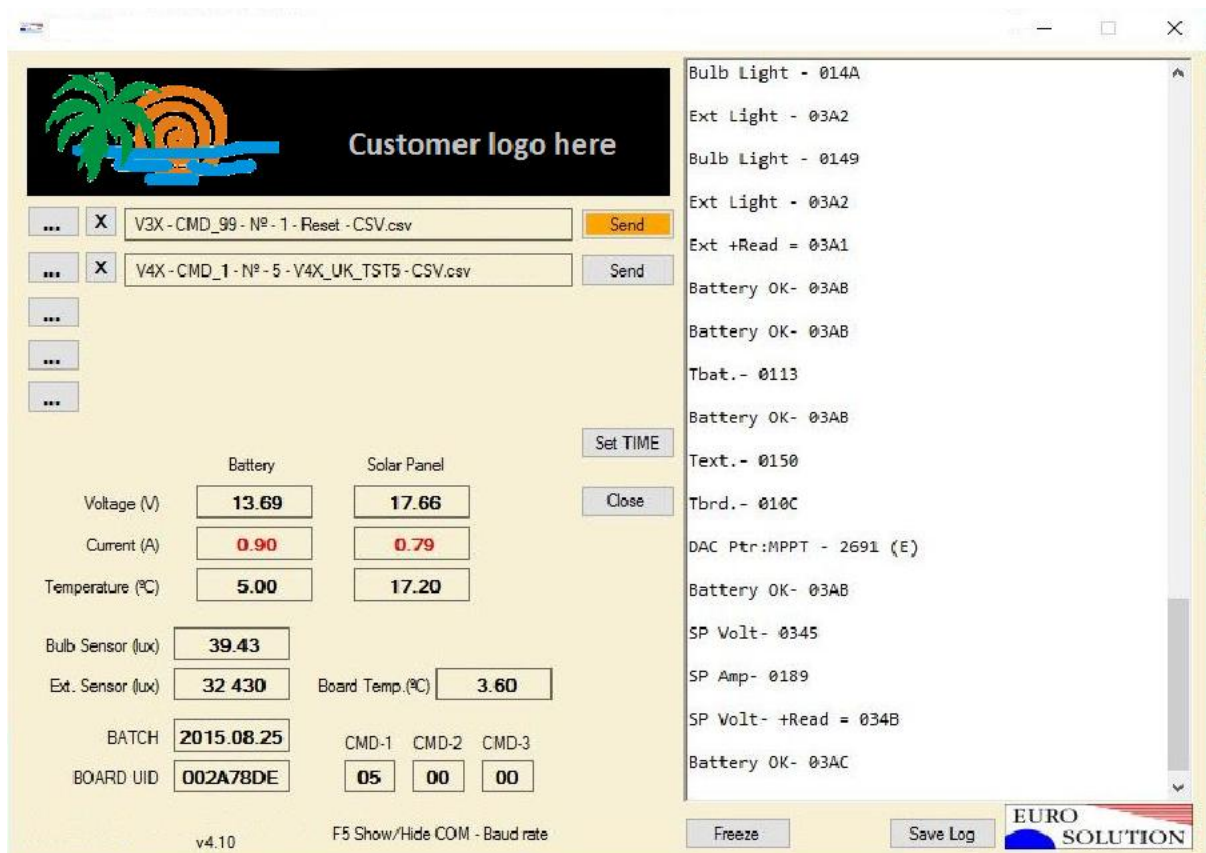 Customer logo here
... X V3X - CMD_99 - Nº - 1 - Reset - CSV.csv Send
... X V4X - CMD_1 - Nº - 5 - V4X_UK_TST5 - CSV.csv Send
...
...
...
Set TIME
Battery Solar Panel
Voltage (V) 13.69 17.66 Close
Current (A) 0.90 0.79
Temperature (ºC) 5.00 17.20
Bulb Sensor (lux) 39.43
Ext. Sensor (lux) 32 430 Board Temp.(ºC) 3.60
BATCH 2015.08.25 CMD-1 CMD-2 CMD-3
BOARD UID 002A78DE 05 00 00
v4.10 F5 Show/Hide COM - Baud rate
Bulb Light - 014A
Ext Light - 03A2
Bulb Light - 0149
Ext Light - 03A2
Ext +Read = 03A1
Battery OK- 03AB
Battery OK- 03AB
Tbat.- 0113
Battery OK- 03AB
Text.- 0150
Tbrd.- 010C
DAC Ptr:MPPT - 2691 (E)
Battery OK- 03AB
SP Volt- 0345
SP Amp- 0189
SP Volt- +Read = 034B
Battery OK- 03AC
Freeze Save Log
EURO
SOLUTION